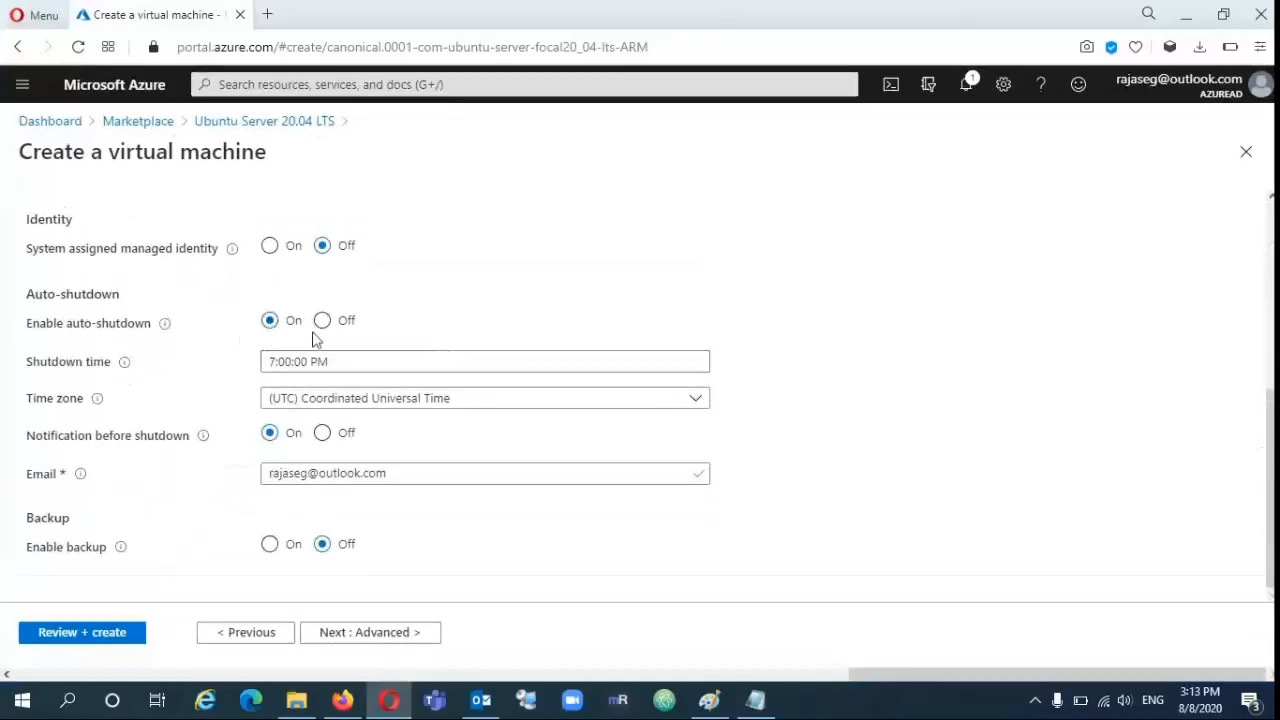 Menu
Create a virtual machine -
portal.azure.com/#create/canonical.0001-com-ubuntu-server-focal20_04-lts-ARM
Microsoft Azure
Search resources, services, and docs (G+/)
1
rajaseg@outlook.com
AZUREAD
Dashboard > Marketplace > Ubuntu Server 20.04 LTS >
Create a virtual machine
Identity
System assigned managed identity On Off
Auto-shutdown
Enable auto-shutdown On Off
Shutdown time 7:00:00 PM
Time zone (UTC) Coordinated Universal Time
Notification before shutdown On Off
Email * rajaseg@outlook.com
Backup
Enable backup On Off
Review + create
< Previous
Next : Advanced >
mR
ENG
3:13 PM
8/8/2020
3